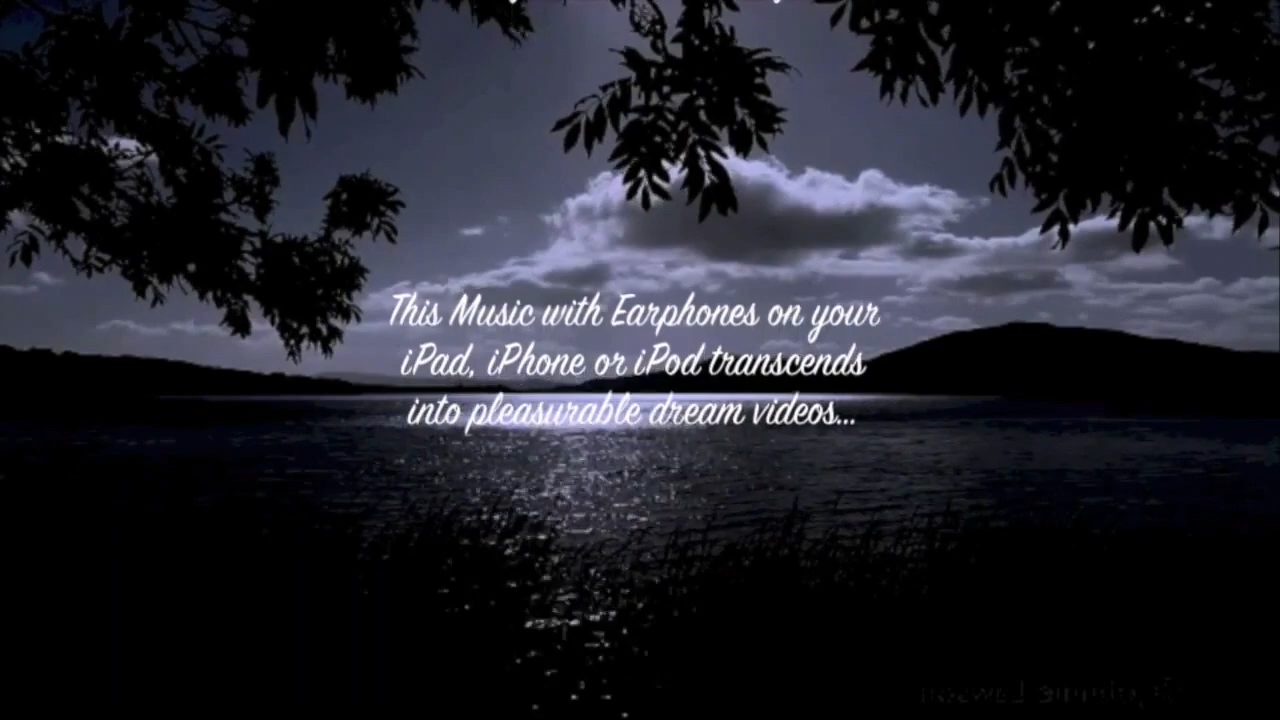 This Music with Earphones on your
iPad, iPhone or iPod transcends
into pleasurable dream videos...